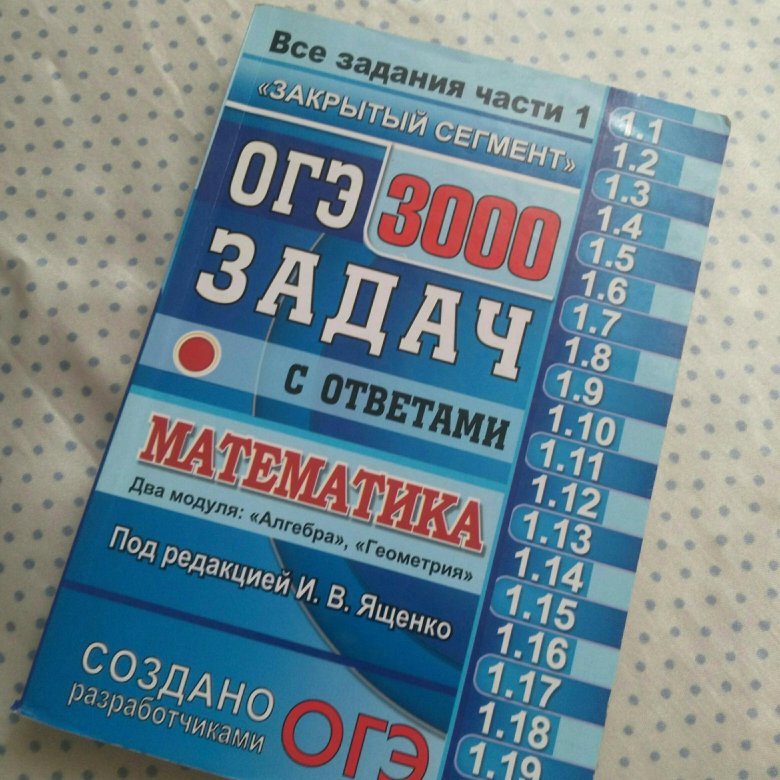 Все задания части 1
«ЗАКРЫТЫЙ СЕГМЕНТ»
ОГЭ 3000
ЗАДАЧ
С ОТВЕТАМИ
МАТЕМАТИКА
Два модуля: «Алгебра», «Геометрия»
Под редакцией И. В. Ященко
СОЗДАНО
разработчиками ОГЭ
1.1
1.2
1.3
1.4
1.5
1.6
1.7
1.8
1.9
1.10
1.11
1.12
1.13
1.14
1.15
1.16
1.17
1.18
1.19